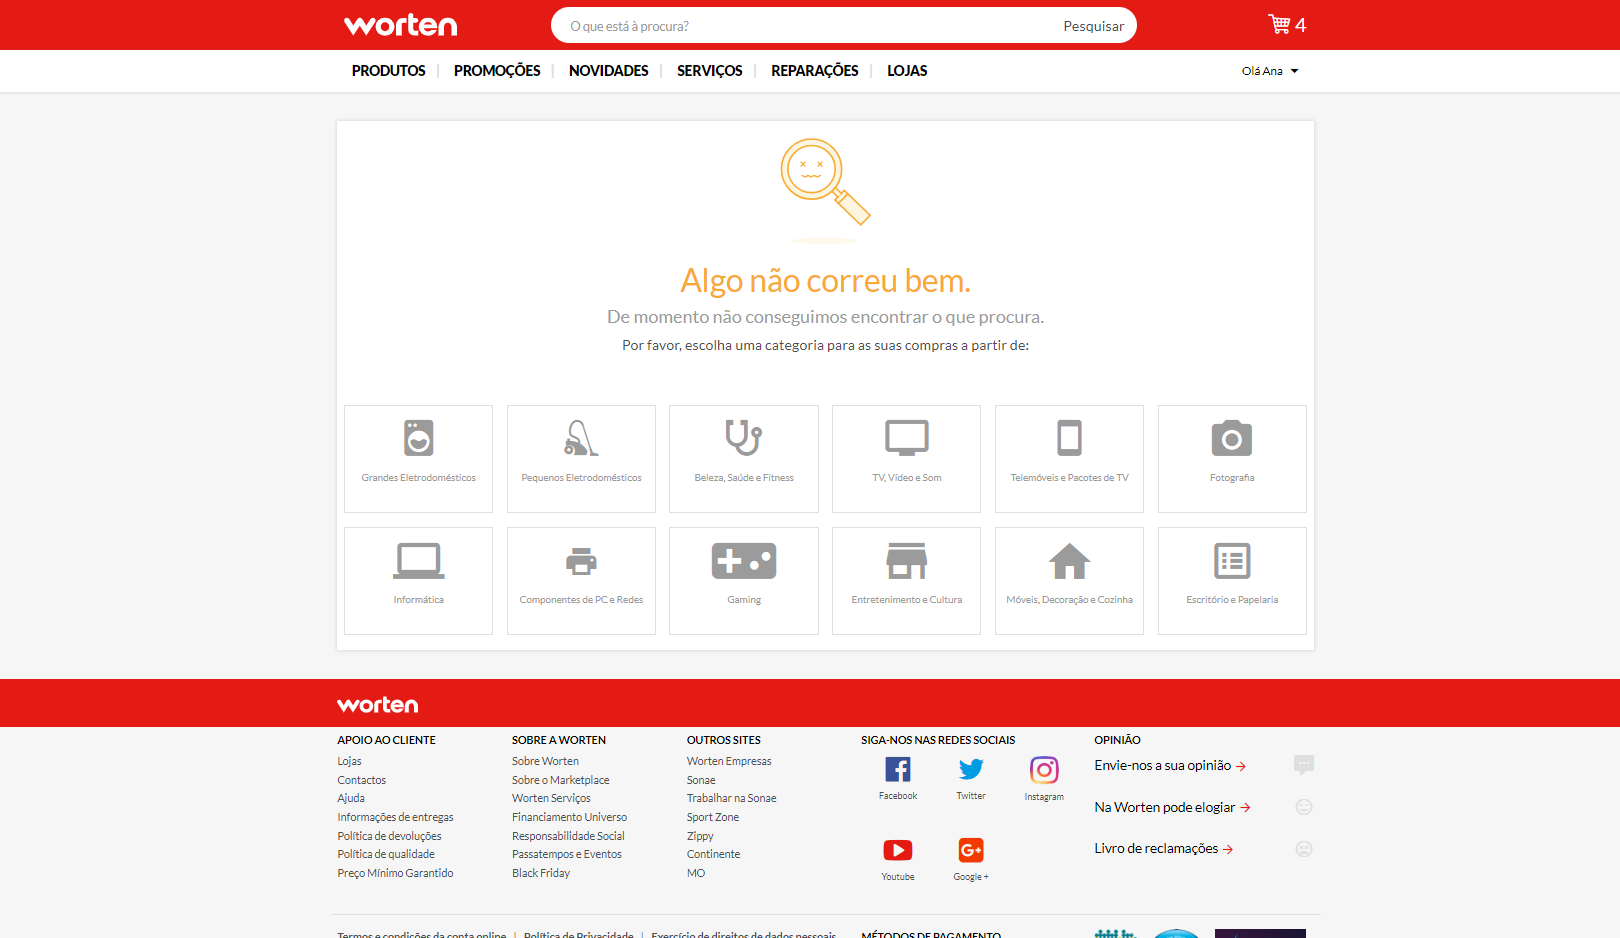 worten
O que está à procura?
Pesquisar
4
PRODUTOS
PROMOÇÕES
NOVIDADES
SERVIÇOS
REPARAÇÕES
LOJAS
Olá Ana
Algo não correu bem.
De momento não conseguimos encontrar o que procura.
Por favor, escolha uma categoria para as suas compras a partir de:
Grandes Eletrodomésticos
Pequenos Eletrodomésticos
Beleza, Saúde e Fitness
TV, Vídeo e Som
Telemóveis e Pacotes de TV
Fotografia
Informática
Componentes de PC e Redes
Gaming
Entretenimento e Cultura
Móveis, Decoração e Cozinha
Escritório e Papelaria
worten
APOIO AO CLIENTE
Lojas
Contactos
Ajuda
Informações de entregas
Política de devoluções
Política de qualidade
Preço Mínimo Garantido
SOBRE A WORTEN
Sobre Worten
Sobre o Marketplace
Worten Serviços
Financiamento Universo
Responsabilidade Social
Passatempos e Eventos
Black Friday
OUTROS SITES
Worten Empresas
Sonae
Trabalhar na Sonae
Sport Zone
Zippy
Continente
MO
SIGA-NOS NAS REDES SOCIAIS
Facebook
Twitter
Instagram
Youtube
G+
Google +
OPINIÃO
Envie-nos a sua opinião
Na Worten pode elogiar
Livro de reclamações
Termos e condições da conta online | Política de Privacidade | Exercício de direitos de dados pessoais
MÉTODOS DE PAGAMENTO